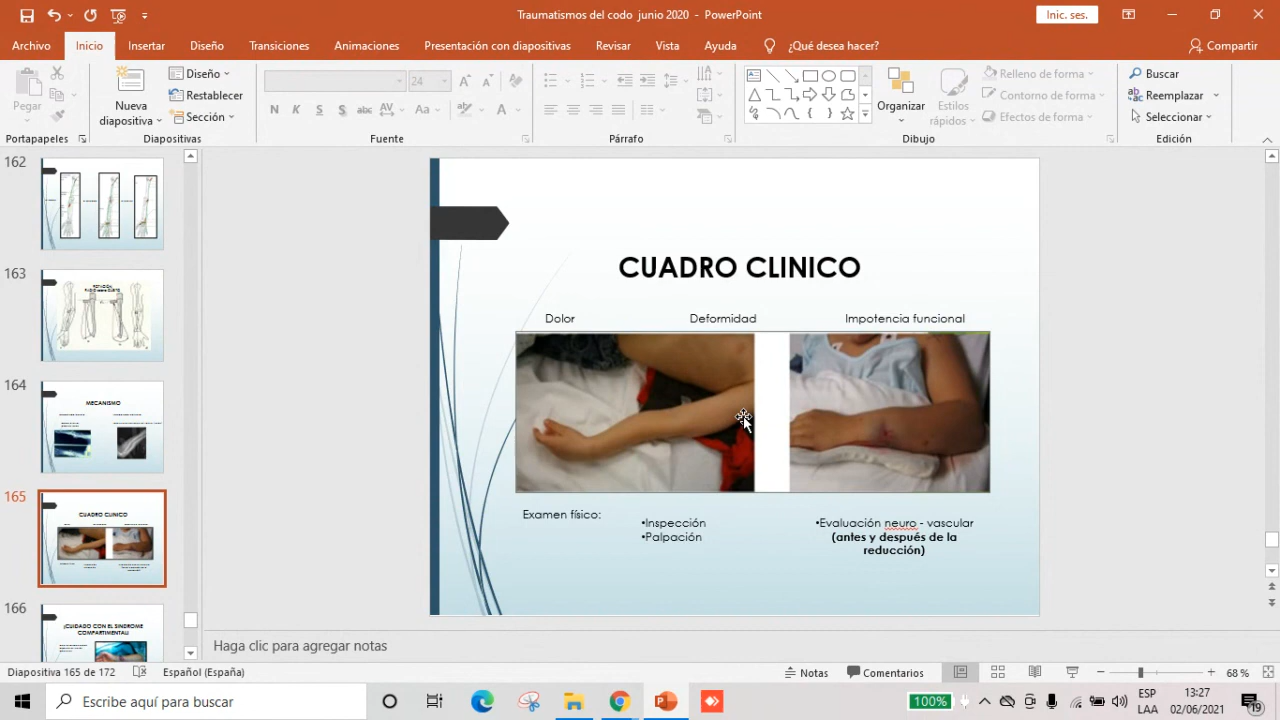 Traumatismos del codo junio 2020 - PowerPoint
Inic. ses.
Archivo Inicio Insertar Diseño Transiciones Animaciones Presentación con diapositivas Revisar Vista Ayuda ¿Qué desea hacer? Compartir
Pegar
Nueva diapositiva
Diseño
Restablecer
Sección
24
N K S S abc AV Aa A
Organizar
Estilos rápidos
Relleno de forma
Contorno de forma
Efectos de forma
Buscar
Reemplazar
Seleccionar
Portapapeles Diapositivas Fuente Párrafo Dibujo Edición
162
163
164
MECANISMO
165
CUADRO CLINICO
166
¡CUIDADO CON EL SINDROME
COMPARTIMENTAL!
CUADRO CLINICO
Dolor Deformidad Impotencia funcional
Examen físico:
•Inspección
•Palpación
•Evaluación neuro - vascular
(antes y después de la
reducción)
Haga clic para agregar notas
Diapositiva 165 de 172 Español (España) Notas Comentarios 68 %
Escribe aquí para buscar
100%
ESP
LAA
13:27
02/06/2021
19